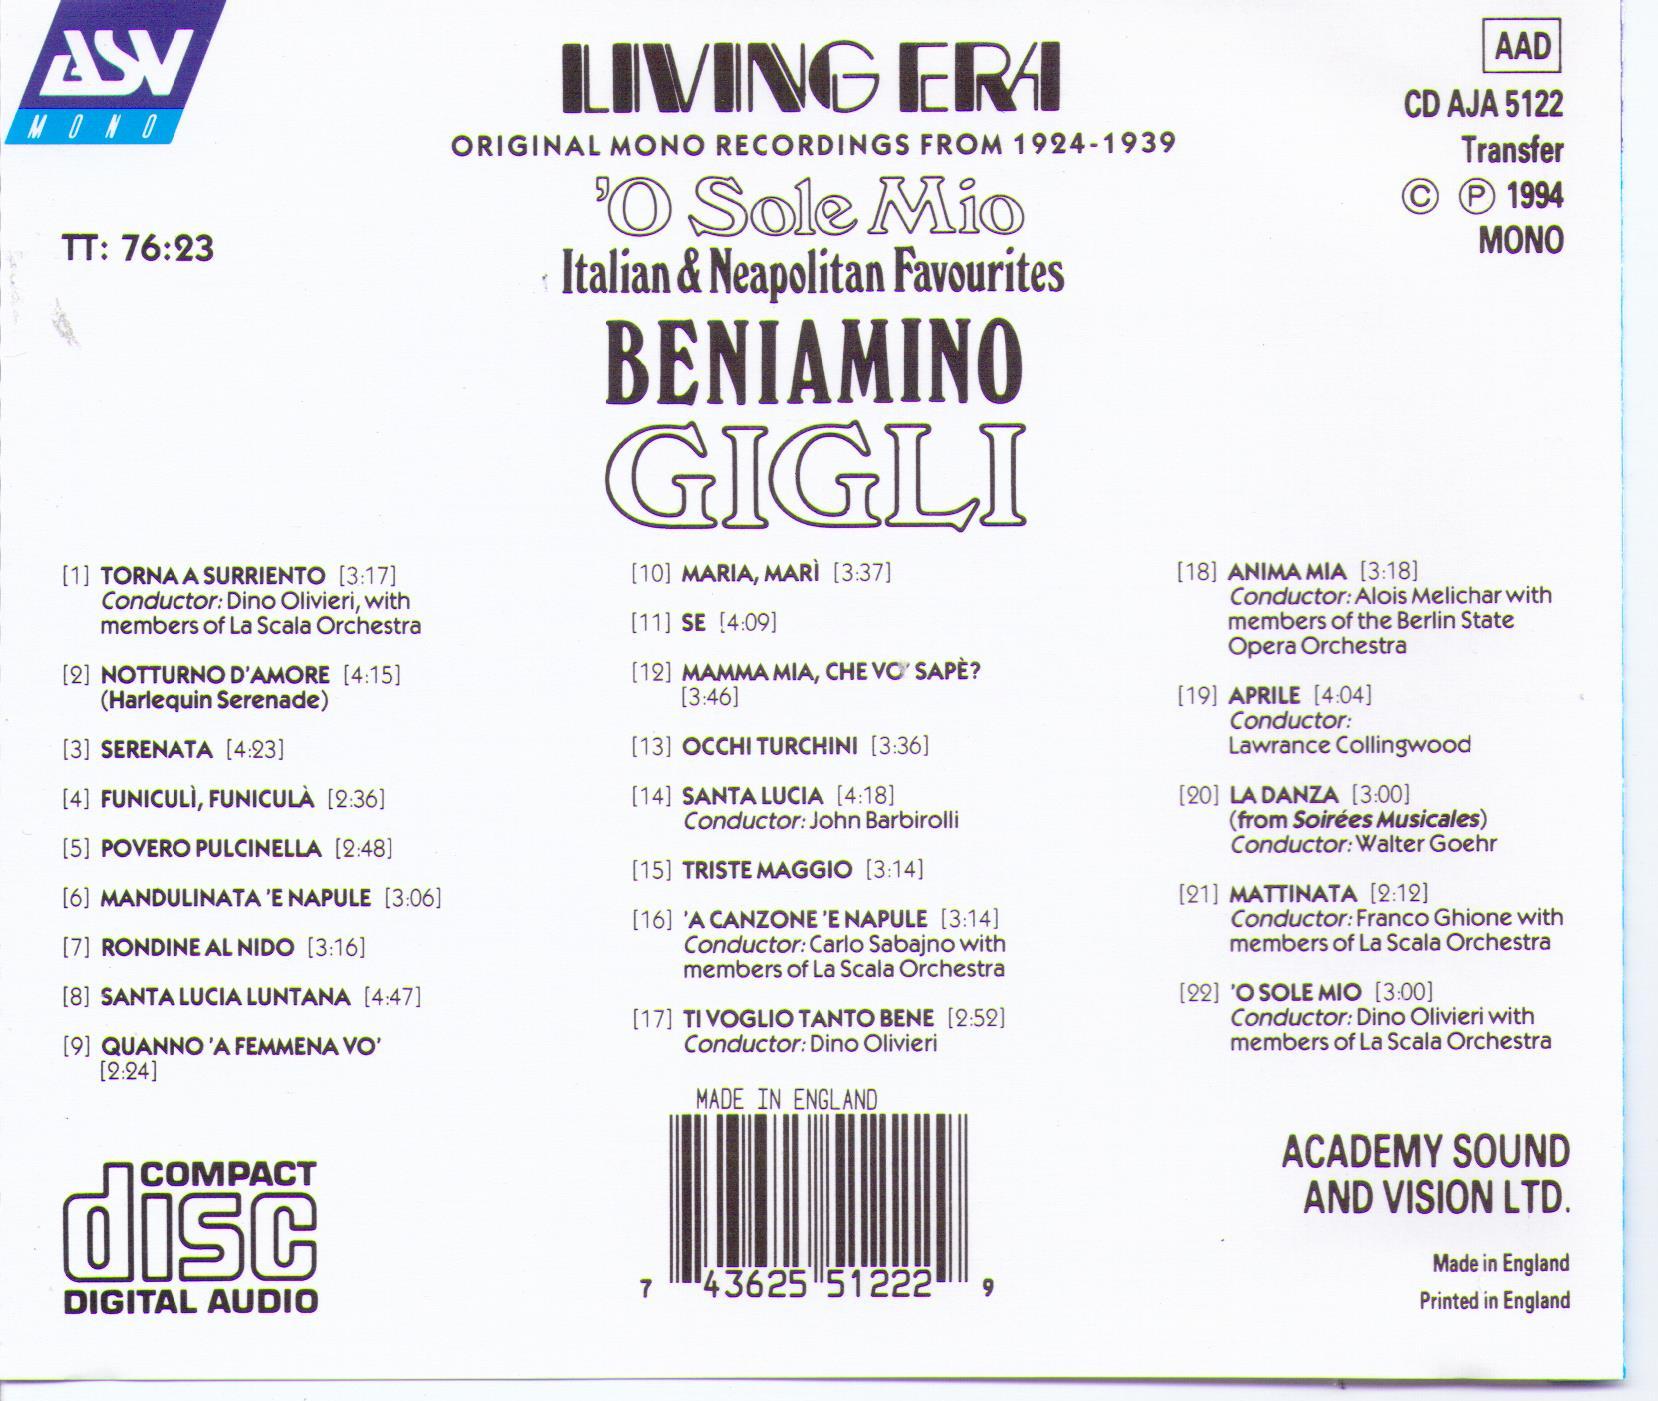 ASV
MONO
LIVING ERA
ORIGINAL MONO RECORDINGS FROM 1924-1939
'O Sole Mio
Italian & Neapolitan Favourites
BENIAMINO
GIGLI
AAD
CD AJA 5122
Transfer
© ℗ 1994
MONO
TT: 76:23
[1] TORNA A SURRIENTO [3:17]
Conductor: Dino Olivieri, with
members of La Scala Orchestra
[2] NOTTURNO D'AMORE [4:15]
(Harlequin Serenade)
[3] SERENATA [4:23]
[4] FUNICULÌ, FUNICULÀ [2:36]
[5] POVERO PULCINELLA [2:48]
[6] MANDULINATA 'E NAPULE [3:06]
[7] RONDINE AL NIDO [3:16]
[8] SANTA LUCIA LUNTANA [4:47]
[9] QUANNO 'A FEMMENA VO'
[2:24]
[10] MARIA, MARÌ [3:37]
[11] SE [4:09]
[12] MAMMA MIA, CHE VO' SAPÈ?
[3:46]
[13] OCCHI TURCHINI [3:36]
[14] SANTA LUCIA [4:18]
Conductor: John Barbirolli
[15] TRISTE MAGGIO [3:14]
[16] 'A CANZONE 'E NAPULE [3:14]
Conductor: Carlo Sabajno with
members of La Scala Orchestra
[17] TI VOGLIO TANTO BENE [2:52]
Conductor: Dino Olivieri
[18] ANIMA MIA [3:18]
Conductor: Alois Melichar with
members of the Berlin State
Opera Orchestra
[19] APRILE [4:04]
Conductor:
Lawrance Collingwood
[20] LA DANZA [3:00]
(from Soirées Musicales)
Conductor: Walter Goehr
[21] MATTINATA [2:12]
Conductor: Franco Ghione with
members of La Scala Orchestra
[22] 'O SOLE MIO [3:00]
Conductor: Dino Olivieri with
members of La Scala Orchestra
COMPACT
disc
DIGITAL AUDIO
MADE IN ENGLAND
7 43625 51222 9
ACADEMY SOUND
AND VISION LTD.
Made in England
Printed in England